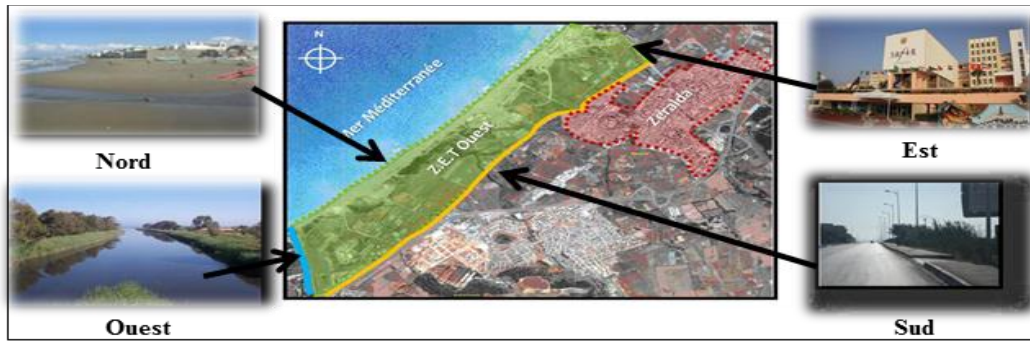 Nord
Ouest
N
Mer Méditerranée
Z.E.T Ouest
Zeralda
Est
Sud